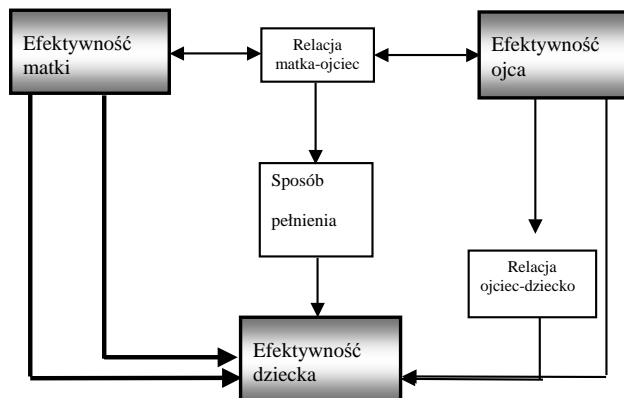 Efektywność
matki
Relacja
matka-ojciec
Efektywność
ojca
Sposób
pełnienia
Relacja
ojciec-dziecko
Efektywność
dziecka